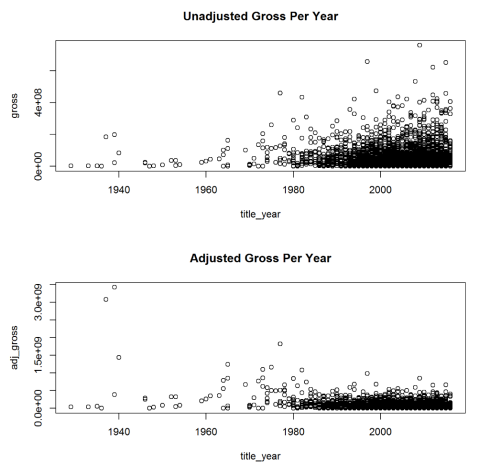 Unadjusted Gross Per Year
gross
4e+08
0e+00
1940 1960 1980 2000
title_year
Adjusted Gross Per Year
adj_gross
3.0e+09
1.5e+09
0.0e+00
1940 1960 1980 2000
title_year